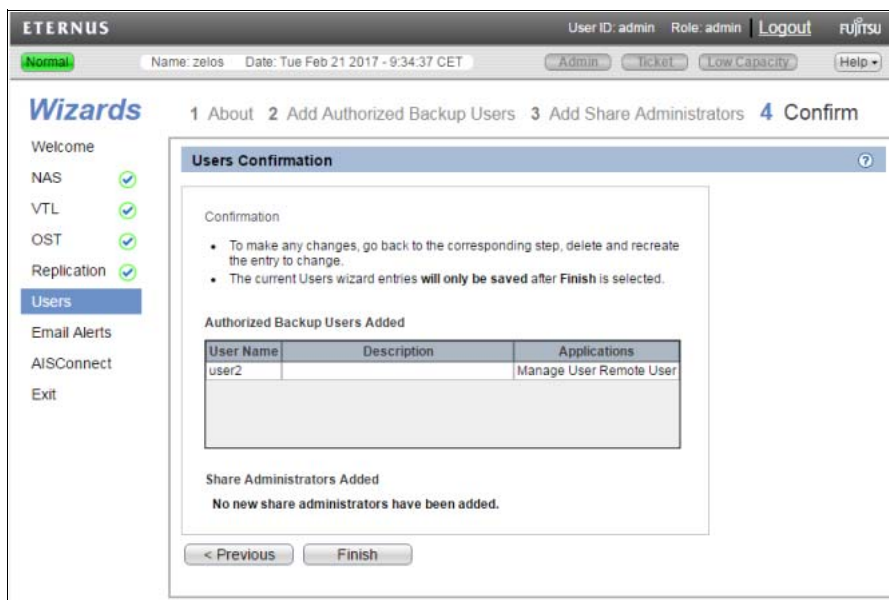 ETERNUS
User ID: admin Role: admin Logout FUJITSU
Normal Name: zelos Date: Tue Feb 21 2017 - 9:34:37 CET Admin Ticket Low Capacity Help
Wizards
1 About 2 Add Authorized Backup Users 3 Add Share Administrators 4 Confirm
Welcome
NAS
VTL
OST
Replication
Users
Email Alerts
AISConnect
Exit
Users Confirmation ?
Confirmation
• To make any changes, go back to the corresponding step, delete and recreate
the entry to change.
• The current Users wizard entries will only be saved after Finish is selected.
Authorized Backup Users Added
User Name Description Applications
user2 Manage User Remote User
Share Administrators Added
No new share administrators have been added.
< Previous Finish